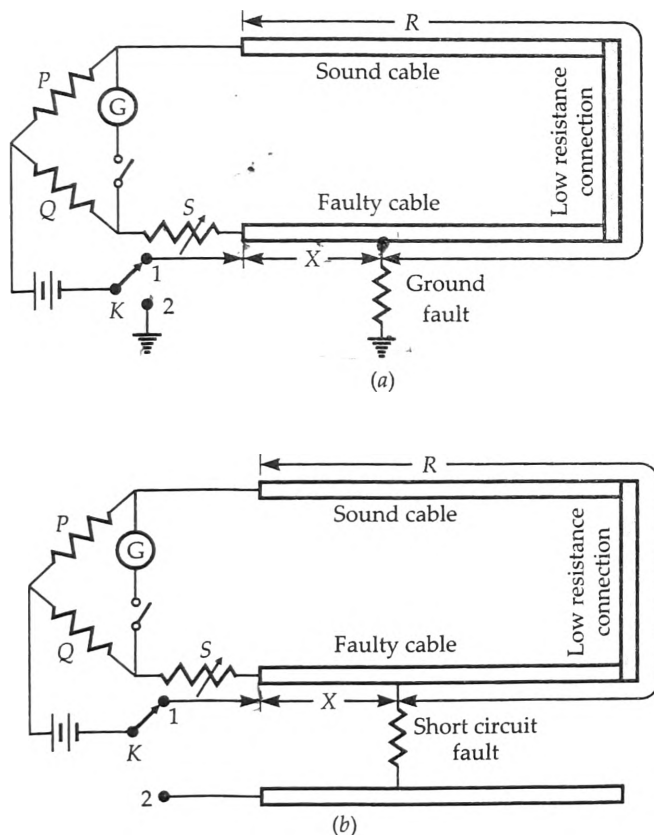 R
P
Sound cable
G
Low resistance
connection
Q
S
Faulty cable
1
X
K
2
Ground
fault
(a)
R
P
Sound cable
G
Low resistance
connection
Q
S
Faulty cable
1
X
K
Short circuit
fault
2
(b)